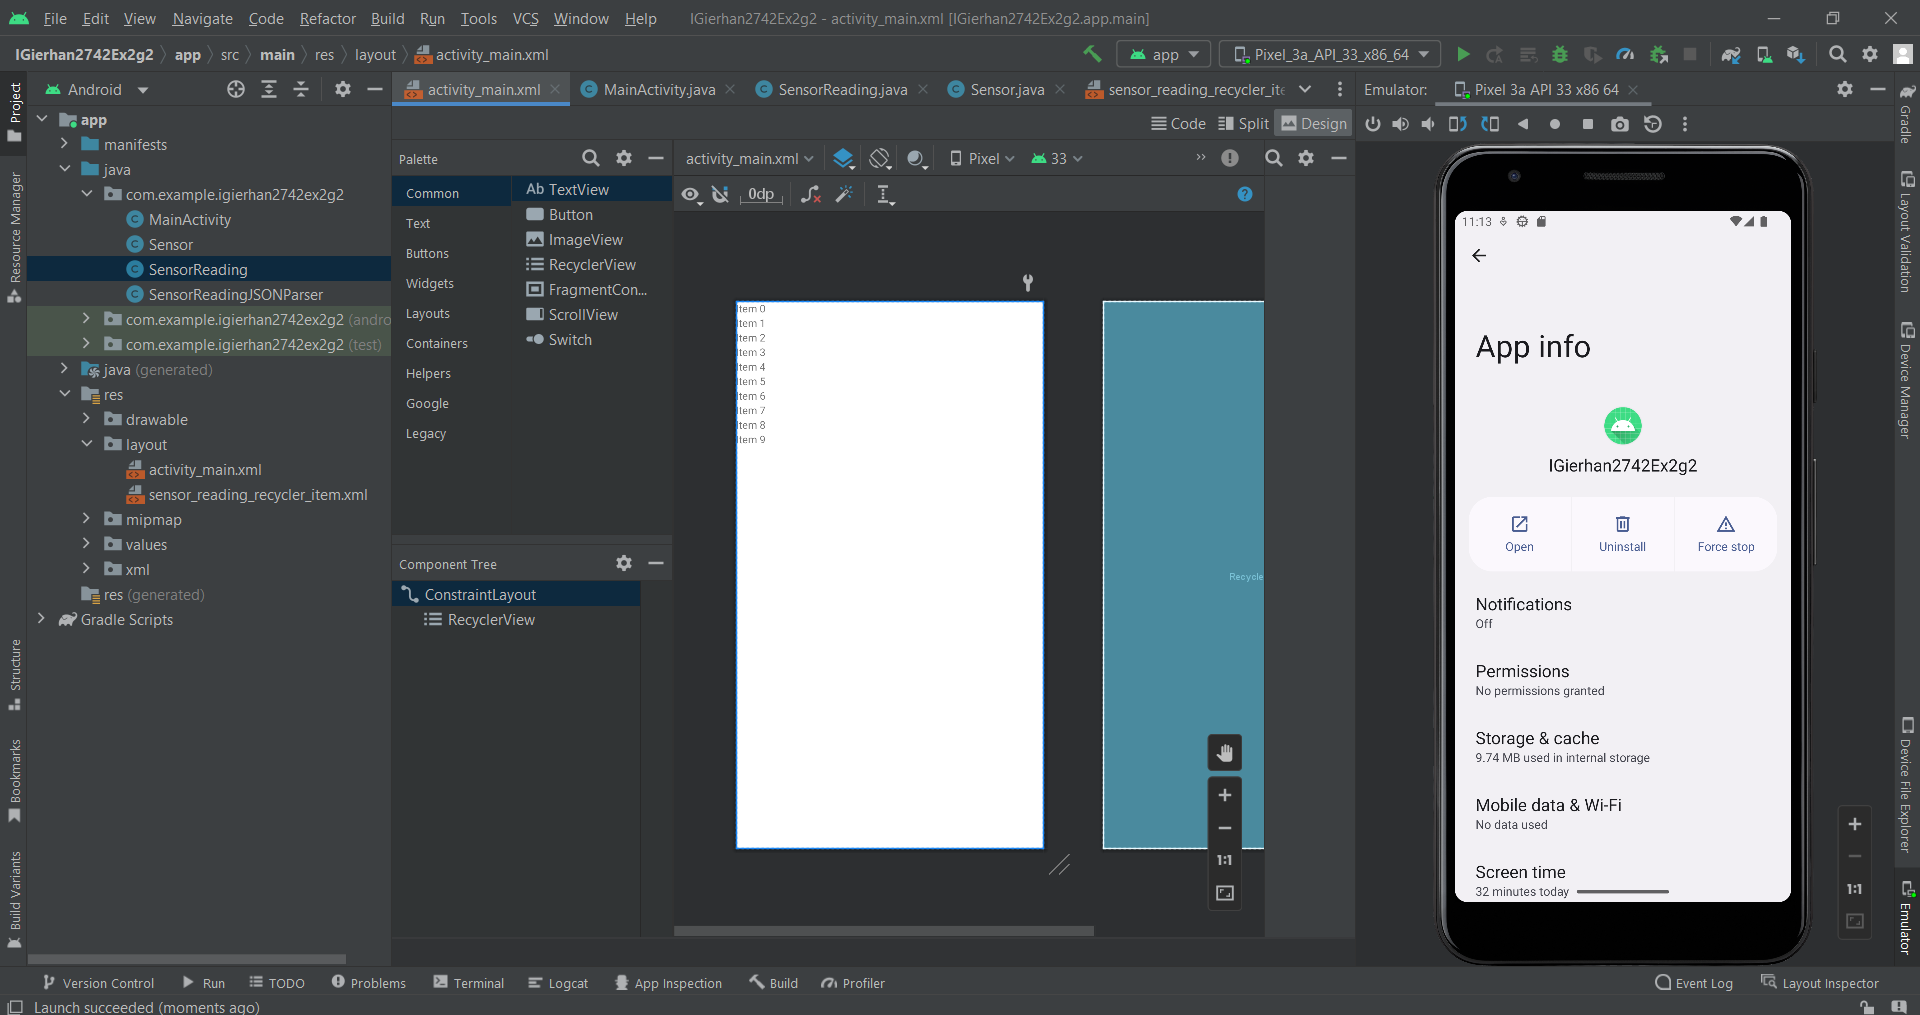 File Edit View Navigate Code Refactor Build Run Tools VCS Window Help IGierhan2742Ex2g2 - activity_main.xml [IGierhan2742Ex2g2.app.main]
IGierhan2742Ex2g2 app src main res layout activity_main.xml
app Pixel_3a_API_33_x86_64
Project
Resource Manager
Structure
Bookmarks
Build Variants
Android
app
manifests
java
com.example.igierhan2742ex2g2
MainActivity
Sensor
SensorReading
SensorReadingJSONParser
com.example.igierhan2742ex2g2 (andro
com.example.igierhan2742ex2g2 (test)
java (generated)
res
drawable
layout
activity_main.xml
sensor_reading_recycler_item.xml
mipmap
values
xml
res (generated)
Gradle Scripts
activity_main.xml MainActivity.java SensorReading.java Sensor.java sensor_reading_recycler_ite
Code Split Design
Palette
Common
Text
Buttons
Widgets
Layouts
Containers
Helpers
Google
Legacy
Ab TextView
Button
ImageView
RecyclerView
FragmentCon...
ScrollView
Switch
Component Tree
ConstraintLayout
RecyclerView
activity_main.xml Pixel 33
0dp
Item 0
Item 1
Item 2
Item 3
Item 4
Item 5
Item 6
Item 7
Item 8
Item 9
Recycle
1:1
Emulator: Pixel 3a API 33 x86 64
11:13
App info
IGierhan2742Ex2g2
Open Uninstall Force stop
Notifications
Off
Permissions
No permissions granted
Storage & cache
9.74 MB used in internal storage
Mobile data & Wi-Fi
No data used
Screen time
32 minutes today
1:1
Gradle
Layout Validation
Device Manager
Device File Explorer
Emulator
Version Control Run TODO Problems Terminal Logcat App Inspection Build Profiler Event Log Layout Inspector
Launch succeeded (moments ago)